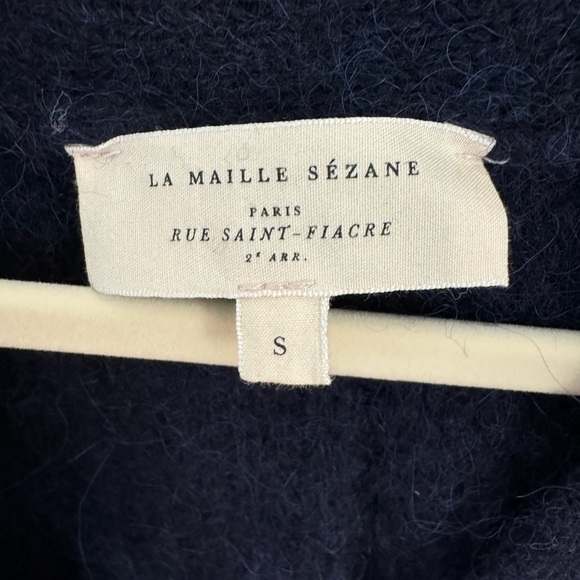 LA MAILLE SÉZANE
PARIS
RUE SAINT-FIACRE
2E ARR.
S